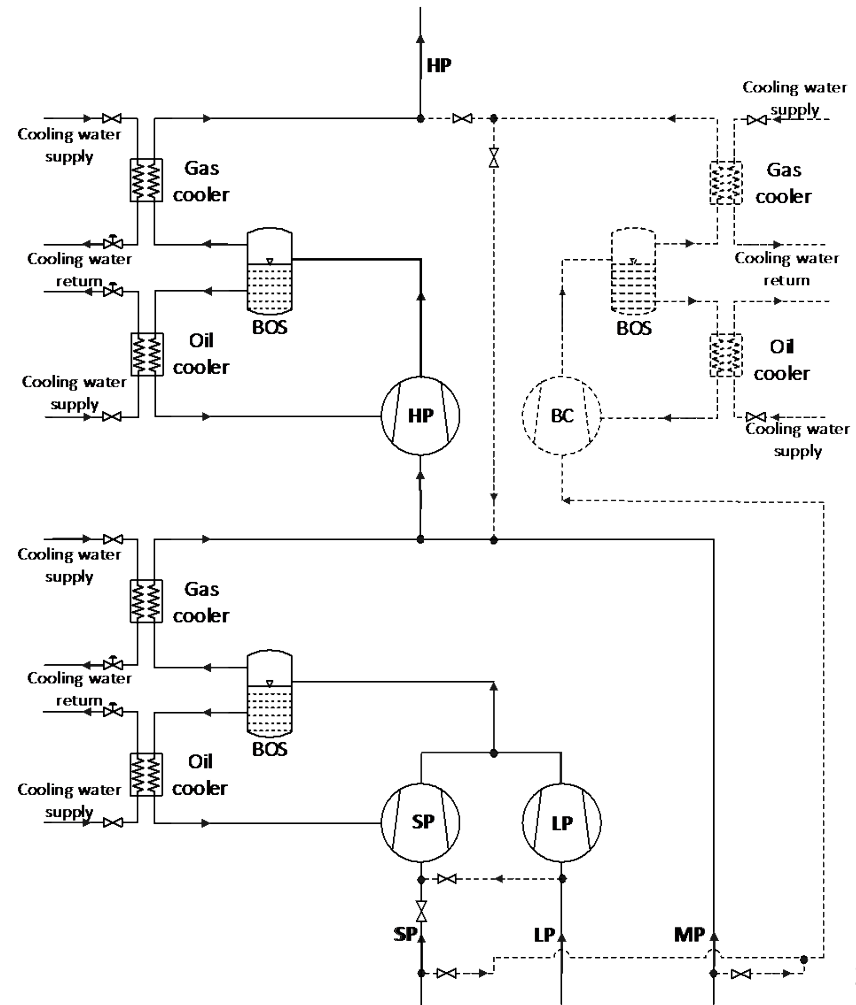 HP
Cooling water
supply
Cooling water
supply
Gas
cooler
Gas
cooler
Cooling water
return
BOS
Cooling water
return
BOS
Oil
cooler
Oil
cooler
Cooling water
supply
HP
BC
Cooling water
supply
Cooling water
supply
Gas
cooler
Cooling water
return
BOS
Oil
cooler
Cooling water
supply
SP
LP
SP
LP
MP